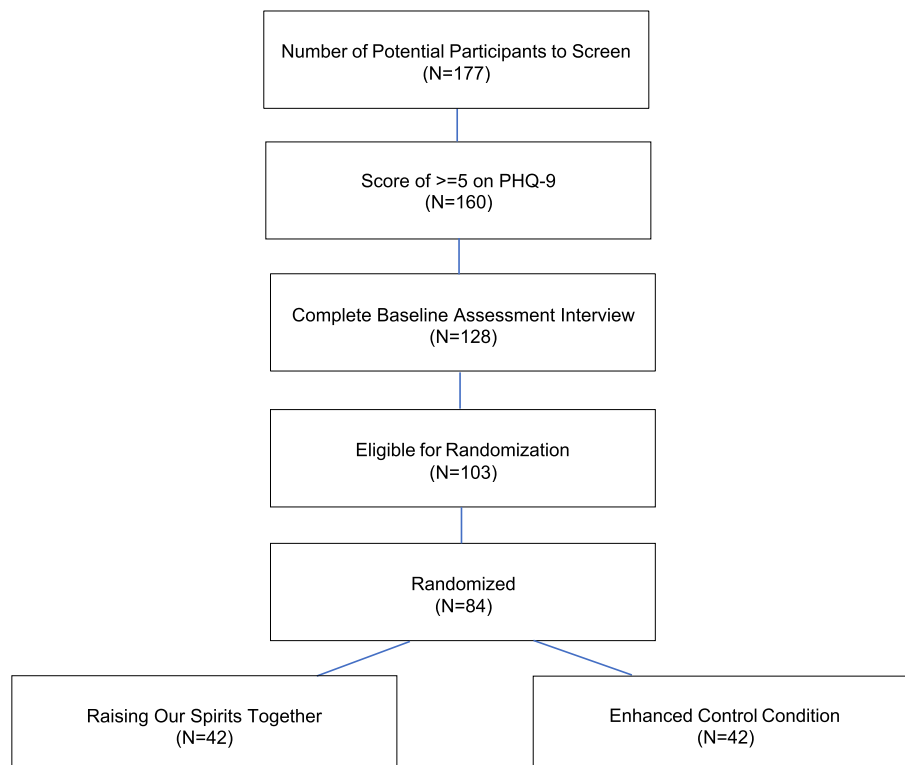 Number of Potential Participants to Screen
(N=177)
Score of >=5 on PHQ-9
(N=160)
Complete Baseline Assessment Interview
(N=128)
Eligible for Randomization
(N=103)
Randomized
(N=84)
Raising Our Spirits Together
(N=42)
Enhanced Control Condition
(N=42)